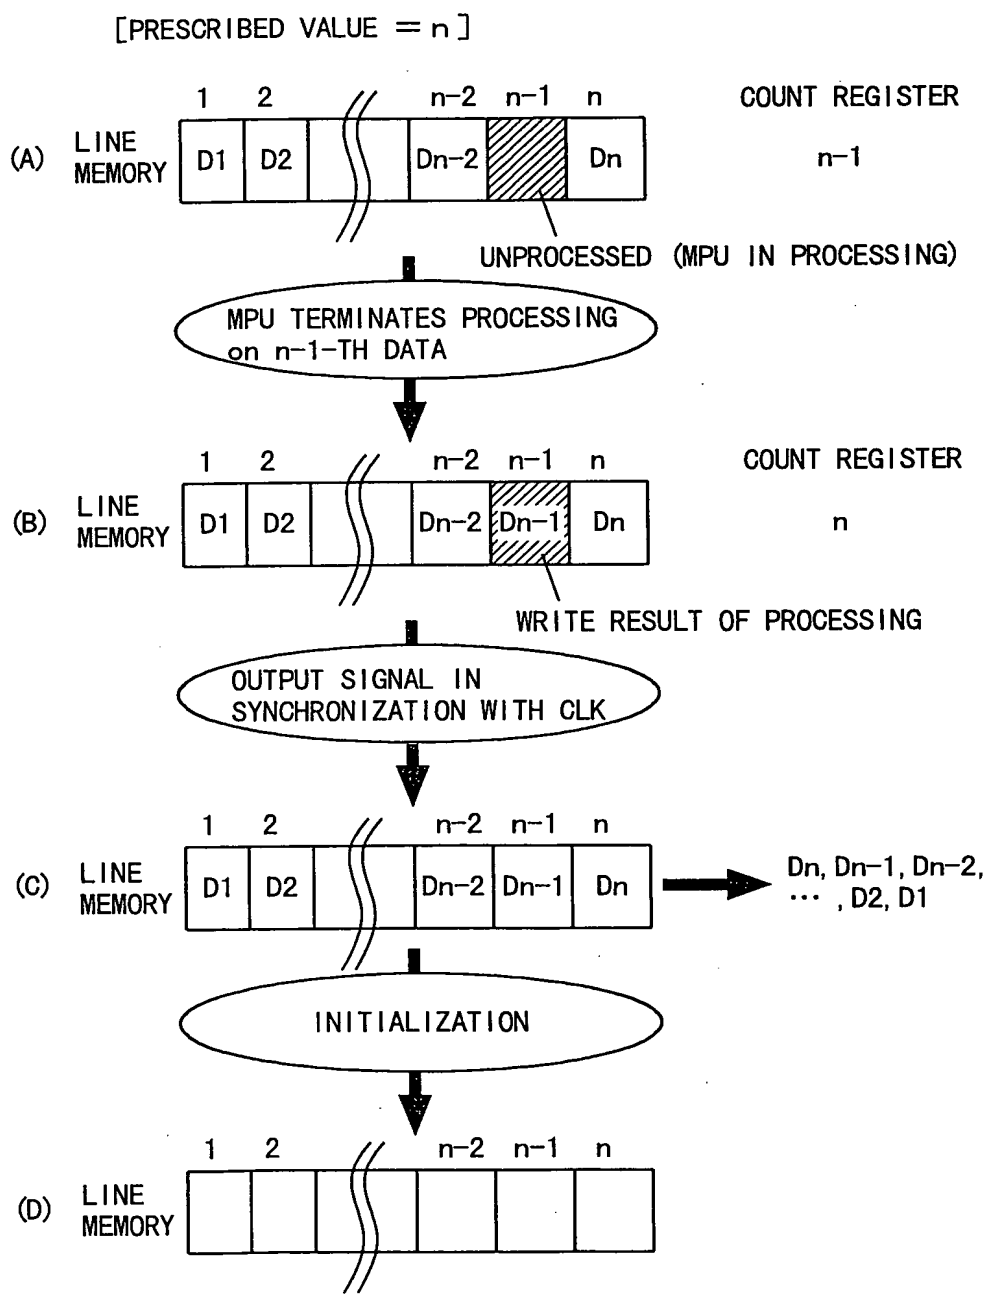 [PRESCRIBED VALUE = n]
1 2 n-2 n-1 n COUNT REGISTER
(A) LINE MEMORY D1 D2 Dn-2 Dn n-1
UNPROCESSED (MPU IN PROCESSING)
MPU TERMINATES PROCESSING
on n-1-TH DATA
1 2 n-2 n-1 n COUNT REGISTER
(B) LINE MEMORY D1 D2 Dn-2 Dn-1 Dn n
WRITE RESULT OF PROCESSING
OUTPUT SIGNAL IN
SYNCHRONIZATION WITH CLK
1 2 n-2 n-1 n
(C) LINE MEMORY D1 D2 Dn-2 Dn-1 Dn
Dn, Dn-1, Dn-2,
… , D2, D1
INITIALIZATION
1 2 n-2 n-1 n
(D) LINE MEMORY